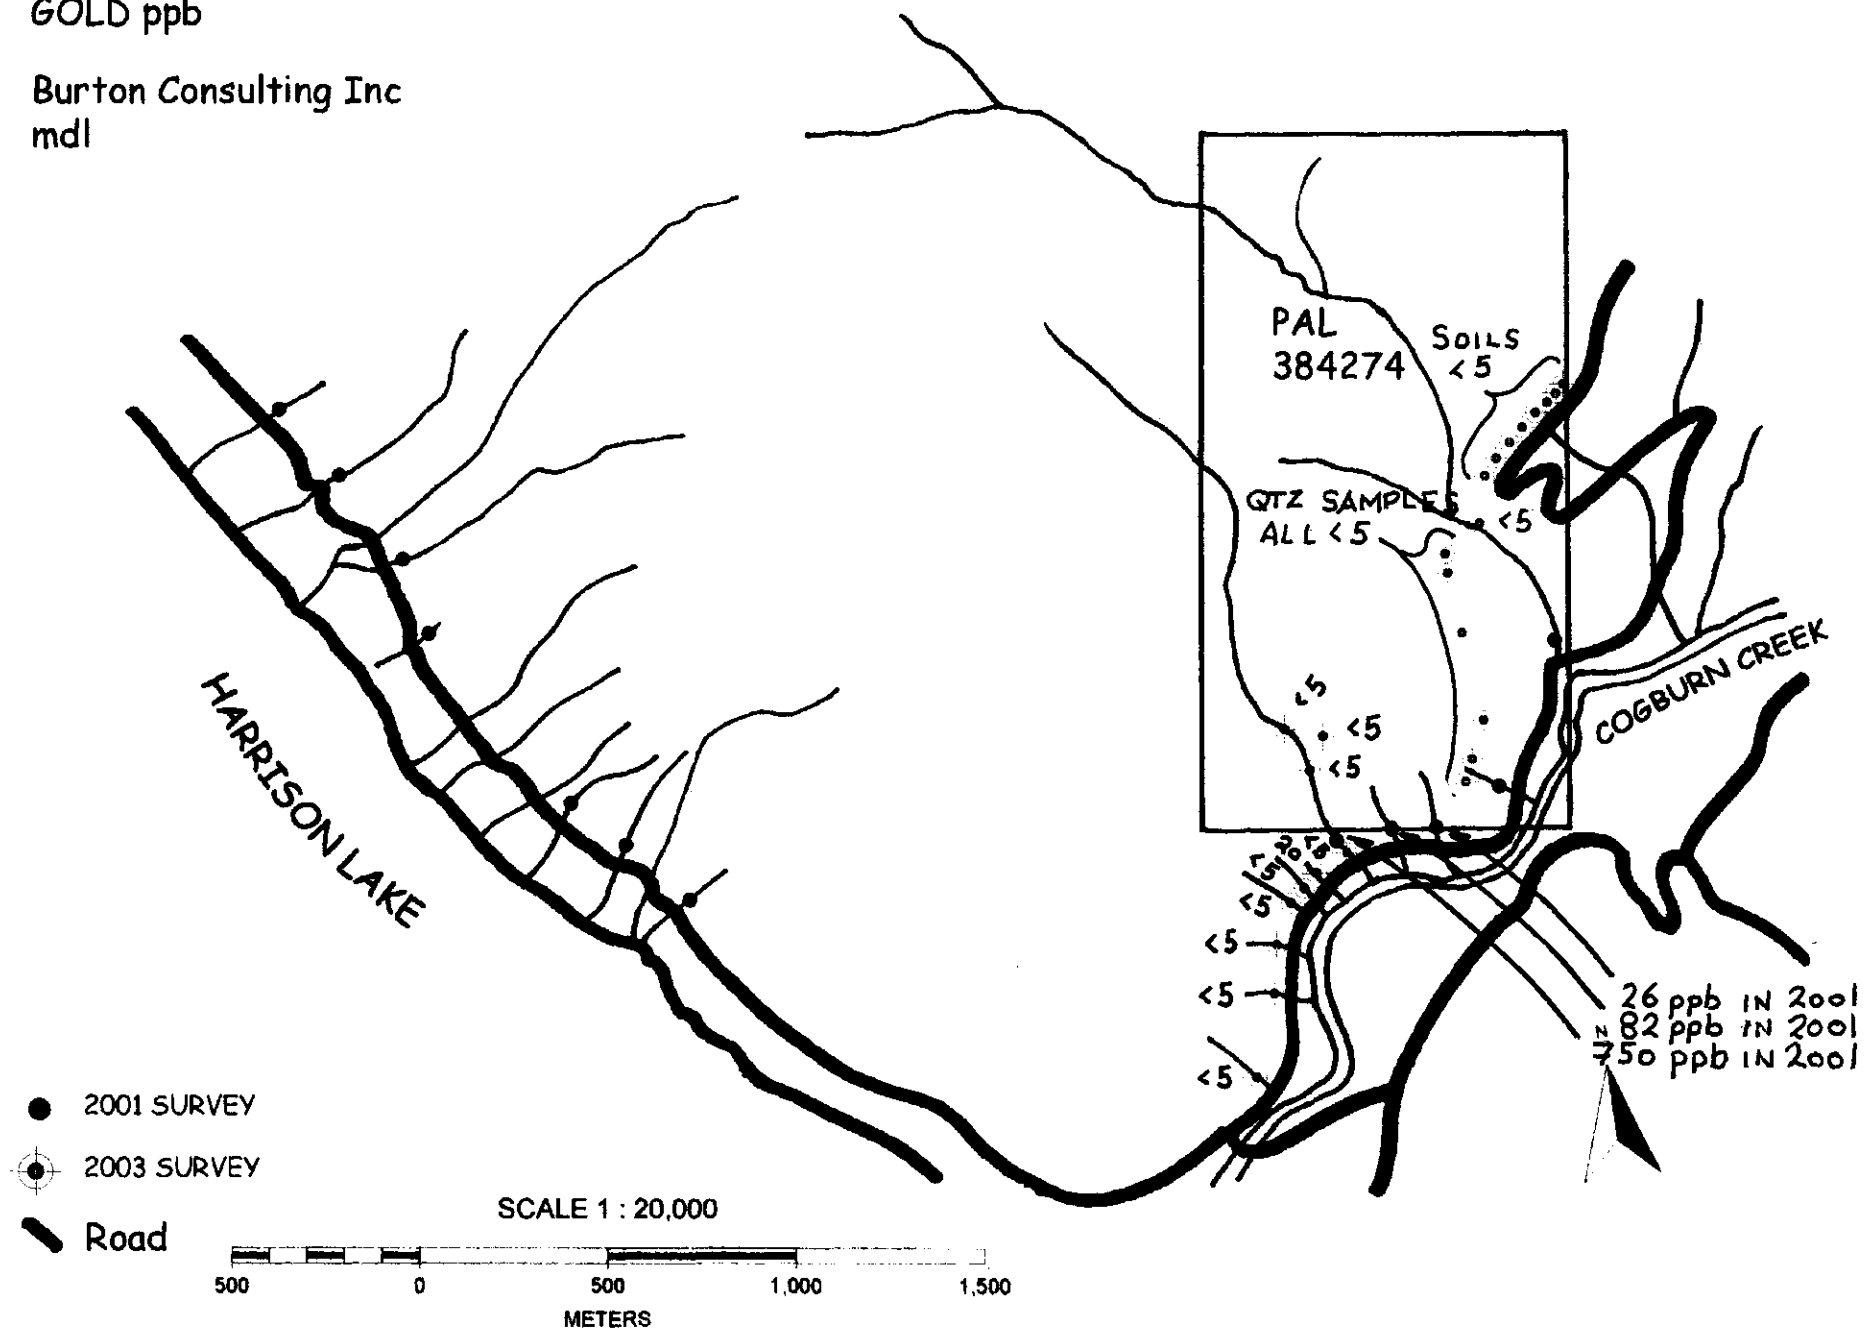 GOLD ppb
Burton Consulting Inc
mdl
PAL
384274
SOILS
<5
QTZ SAMPLES
ALL <5
<5
COGBURN CREEK
<5
<5
<5
HARRISON LAKE
<5
20
<5
<5
<5
<5
<5
26 ppb IN 2001
82 ppb IN 2001
750 ppb IN 2001
N
2001 SURVEY
2003 SURVEY
Road
SCALE 1 : 20,000
500 0 500 1,000 1,500
METERS